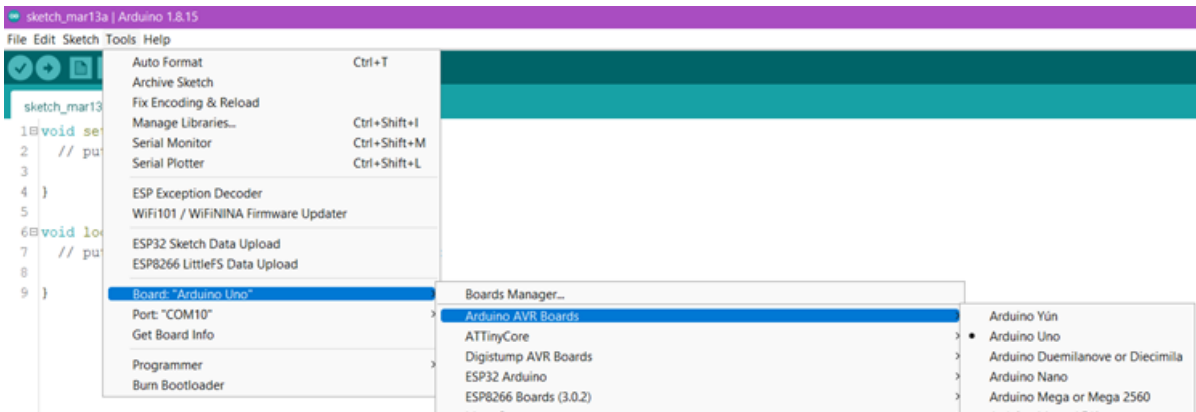 sketch_mar13a | Arduino 1.8.15
File Edit Sketch Tools Help
Auto Format Ctrl+T
Archive Sketch
Fix Encoding & Reload
Manage Libraries... Ctrl+Shift+I
Serial Monitor Ctrl+Shift+M
Serial Plotter Ctrl+Shift+L
ESP Exception Decoder
WiFi101 / WiFiNINA Firmware Updater
ESP32 Sketch Data Upload
ESP8266 LittleFS Data Upload
Board: "Arduino Uno"
Port: "COM10"
Get Board Info
Programmer
Burn Bootloader
sketch_mar13
1 void set
2 // put
3
4 }
5
6 void loo
7 // put
8
9 }
Boards Manager...
Arduino AVR Boards
ATTinyCore
Digistump AVR Boards
ESP32 Arduino
ESP8266 Boards (3.0.2)
Arduino Yún
Arduino Uno
Arduino Duemilanove or Diecimila
Arduino Nano
Arduino Mega or Mega 2560